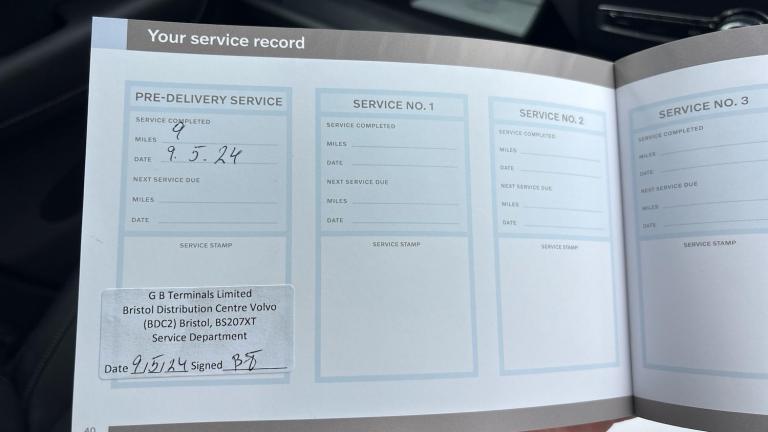 Your service record
PRE-DELIVERY SERVICE
SERVICE COMPLETED
MILES 9
DATE 9.5.24
NEXT SERVICE DUE
MILES
DATE
SERVICE STAMP
G B Terminals Limited
Bristol Distribution Centre Volvo
(BDC2) Bristol, BS207XT
Service Department
Date 9/5/24 Signed
SERVICE NO. 1
SERVICE COMPLETED
MILES
DATE
NEXT SERVICE DUE
MILES
DATE
SERVICE STAMP
SERVICE NO. 2
SERVICE COMPLETED
MILES
DATE
NEXT SERVICE DUE
MILES
DATE
SERVICE STAMP
SERVICE NO. 3
SERVICE COMPLETED
MILES
DATE
NEXT SERVICE DUE
MILES
DATE
SERVICE STAMP
40